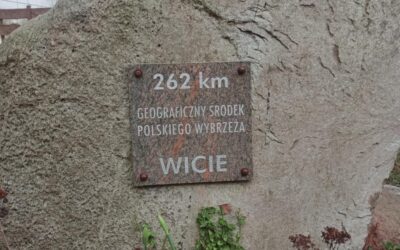 262 km
GEOGRAFICZNY ŚRODEK
POLSKIEGO WYBRZEŻA
WICIE